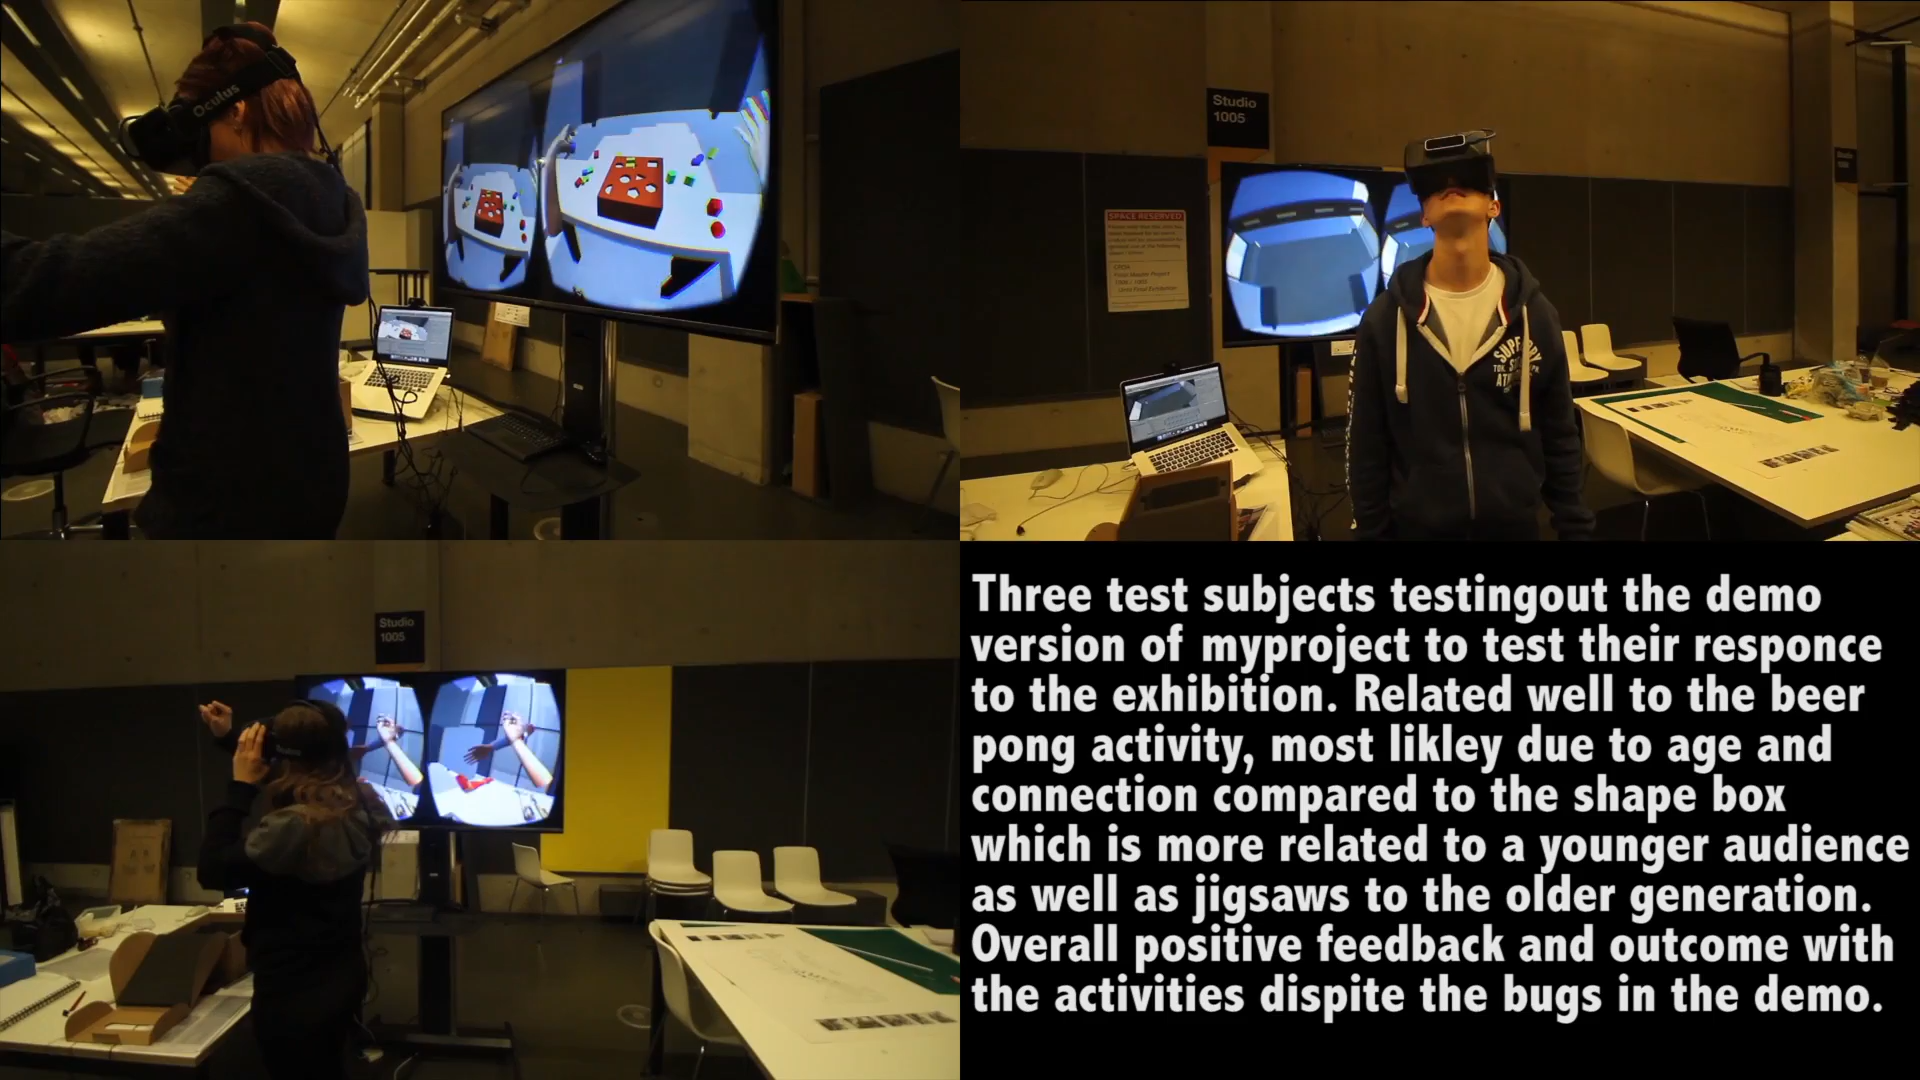 Oculus
Studio
1005
SPACE RESERVED
SUPERDRY
Studio
1005
Three test subjects testingout the demo
version of myproject to test their responce
to the exhibition. Related well to the beer
pong activity, most likley due to age and
connection compared to the shape box
which is more related to a younger audience
as well as jigsaws to the older generation.
Overall positive feedback and outcome with
the activities dispite the bugs in the demo.